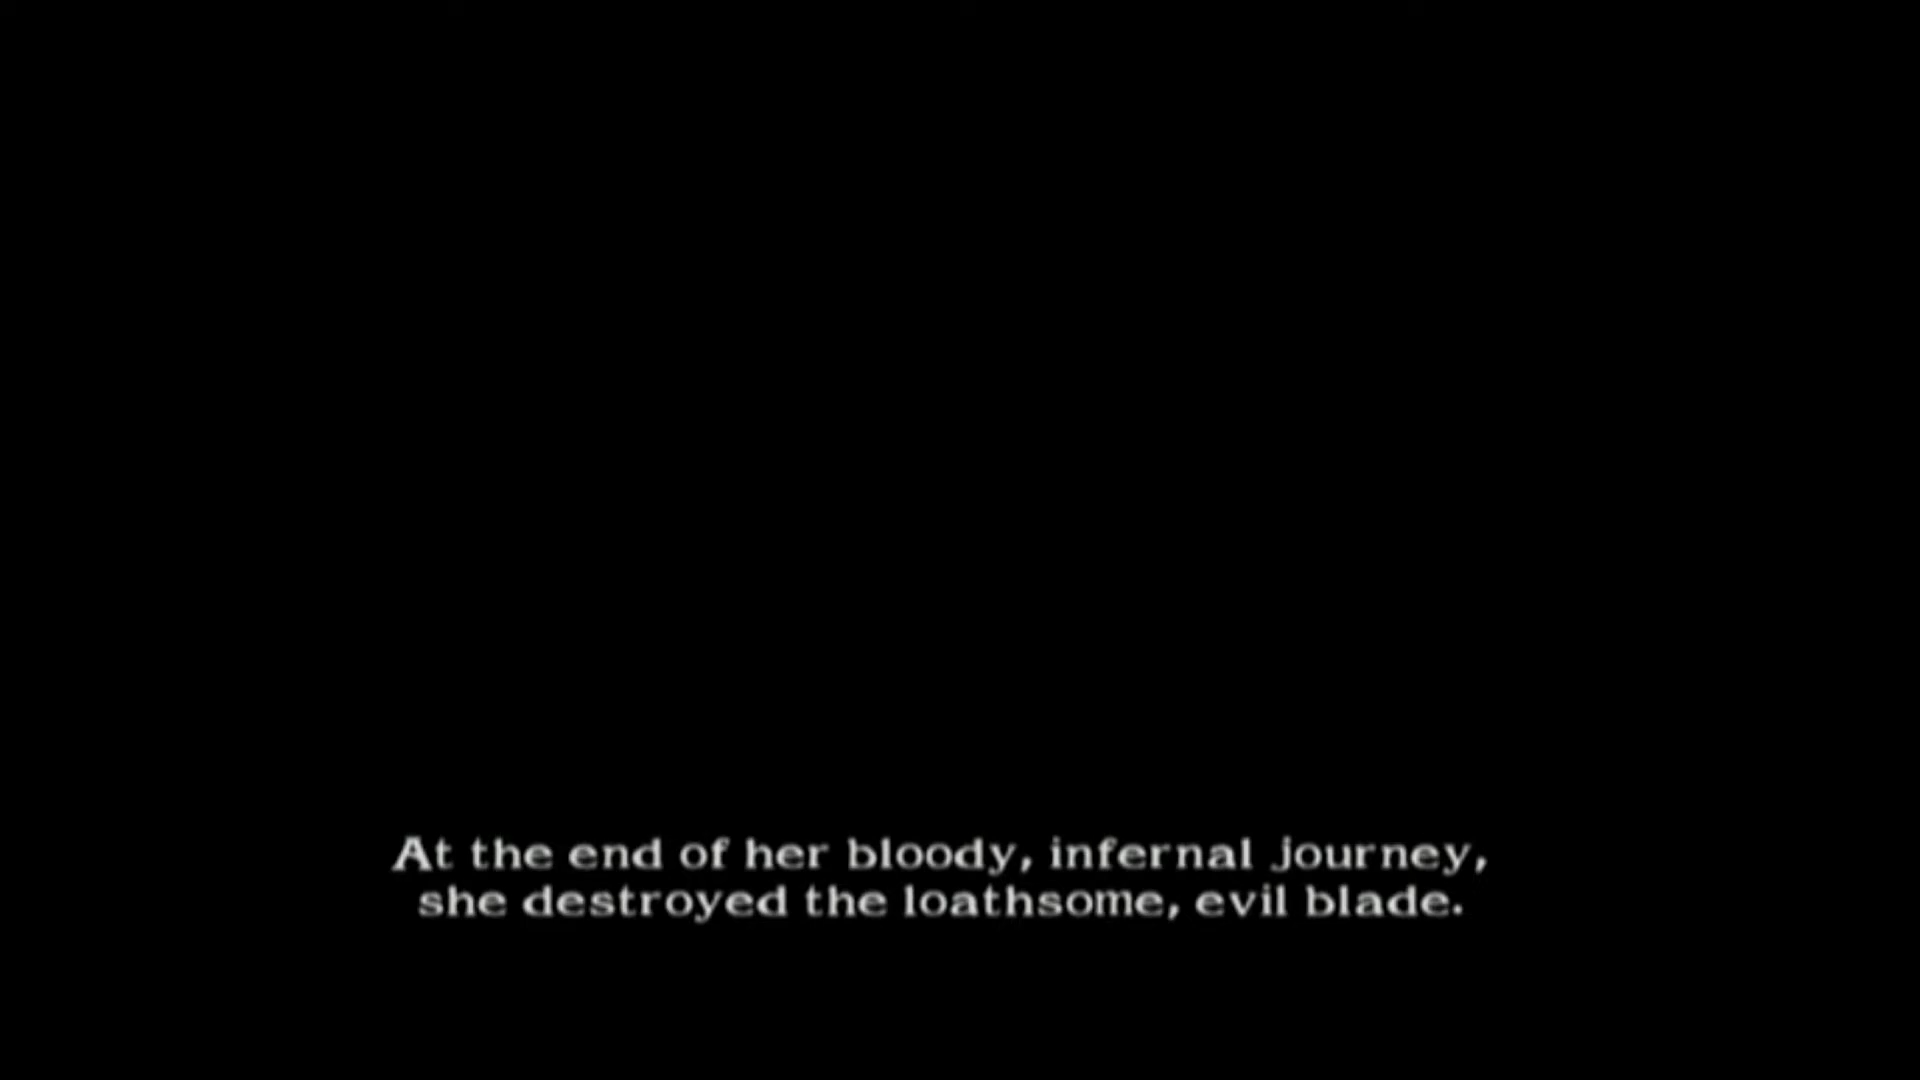 At the end of her bloody, infernal journey,
she destroyed the loathsome, evil blade.